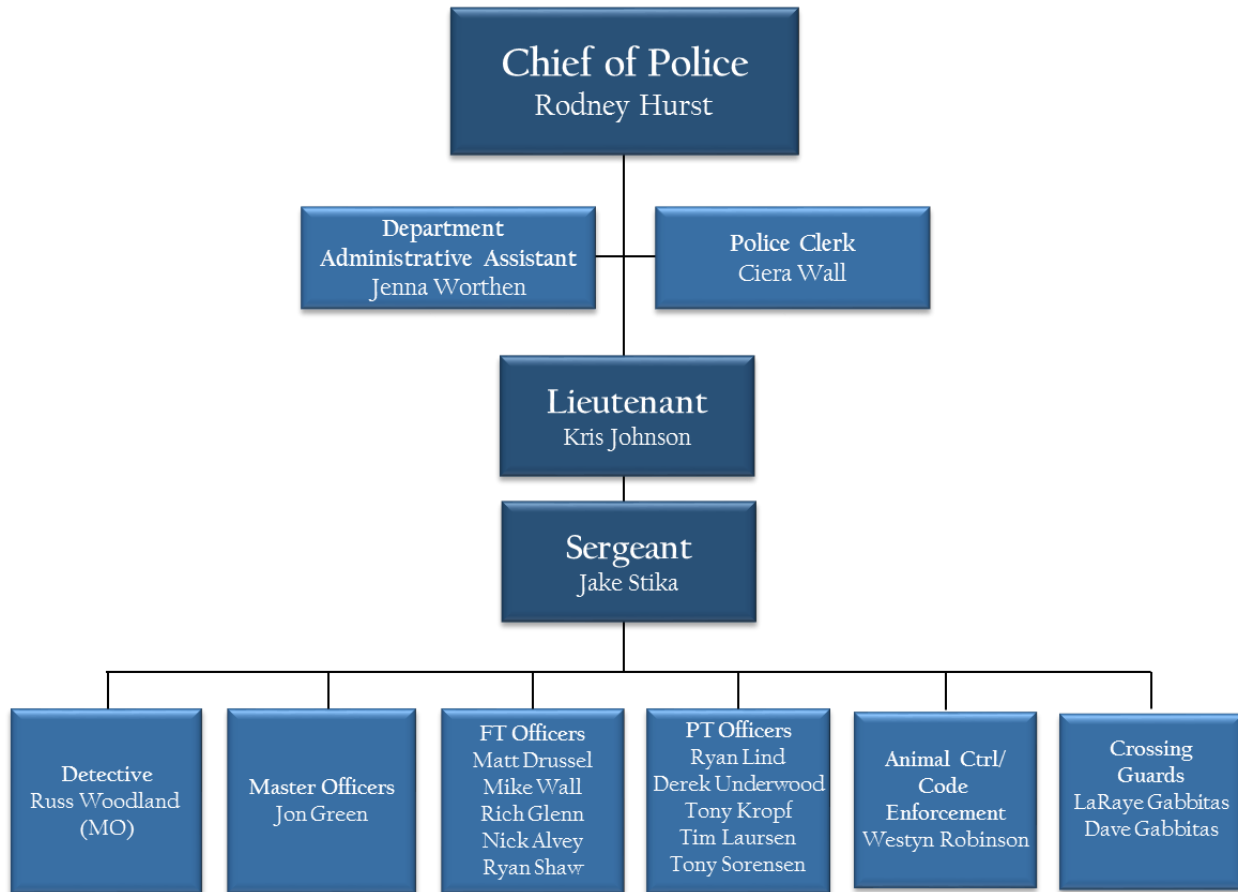 Chief of Police
Rodney Hurst
Department
Administrative Assistant
Jenna Worthen
Police Clerk
Ciera Wall
Lieutenant
Kris Johnson
Sergeant
Jake Stika
Detective
Russ Woodland
(MO)
Master Officers
Jon Green
FT Officers
Matt Drussel
Mike Wall
Rich Glenn
Nick Alvey
Ryan Shaw
PT Officers
Ryan Lind
Derek Underwood
Tony Kropf
Tim Laursen
Tony Sorensen
Animal Ctrl/
Code
Enforcement
Westyn Robinson
Crossing
Guards
LaRaye Gabbitas
Dave Gabbitas